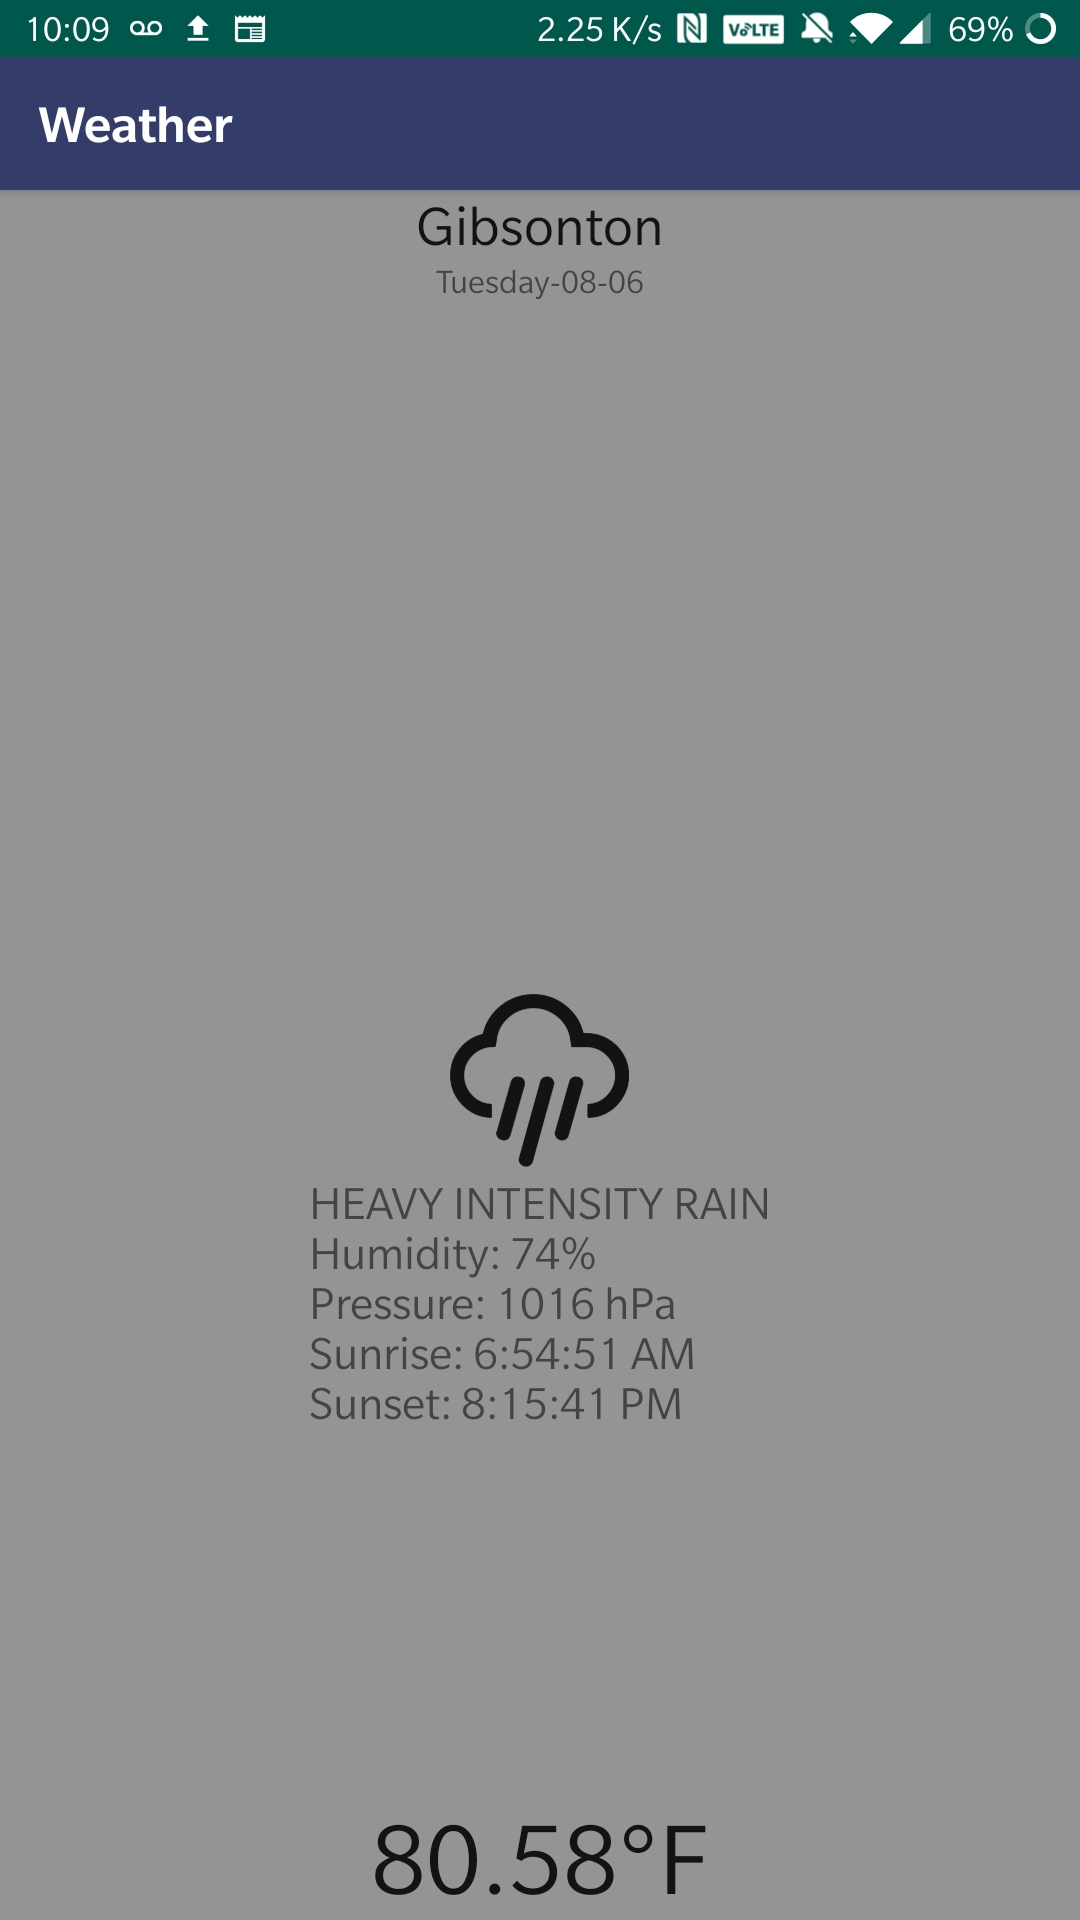 10:09 2.25 K/s VoLTE 69%
Weather
Gibsonton
Tuesday-08-06
HEAVY INTENSITY RAIN
Humidity: 74%
Pressure: 1016 hPa
Sunrise: 6:54:51 AM
Sunset: 8:15:41 PM
80.58°F